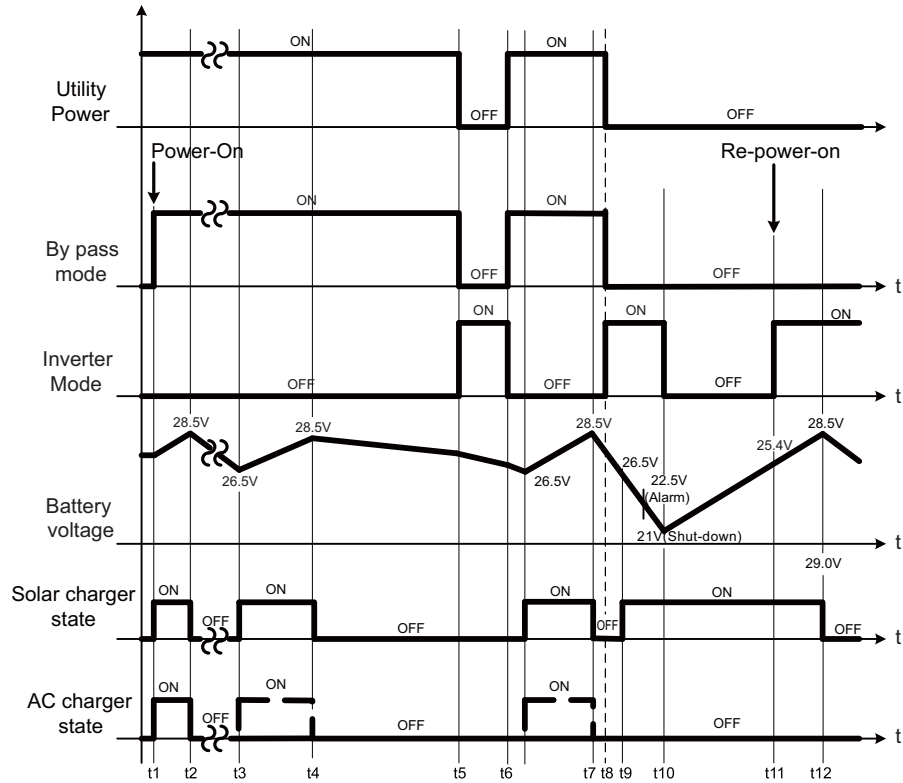 ON
ON
Utility
Power
OFF
OFF
Power-On
Re-power-on
ON
ON
By pass
mode
OFF
OFF
t
ON
ON
ON
Inverter
Mode
OFF
OFF
OFF
t
28.5V
28.5V
28.5V
28.5V
26.5V
26.5V
26.5V
25.4V
22.5V
(Alarm)
21V(Shut-down)
Battery
voltage
t
29.0V
Solar charger
state
ON
OFF
ON
OFF
ON
OFF
ON
OFF
t
AC charger
state
ON
OFF
ON
OFF
ON
OFF
t
t1 t2 t3 t4 t5 t6 t7 t8 t9 t10 t11 t12